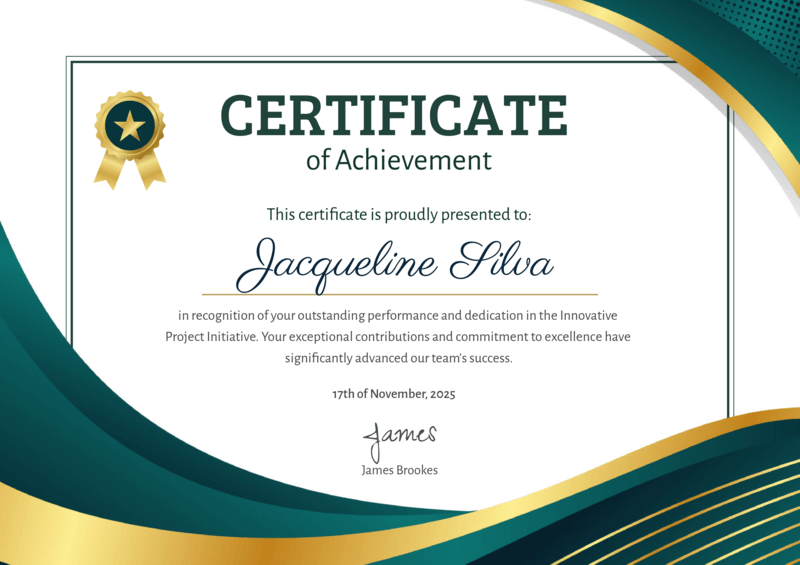 CERTIFICATE
of Achievement
This certificate is proudly presented to:
Jacqueline Silva
in recognition of your outstanding performance and dedication in the Innovative
Project Initiative. Your exceptional contributions and commitment to excellence have
significantly advanced our team's success.
17th of November, 2025
James
James Brookes